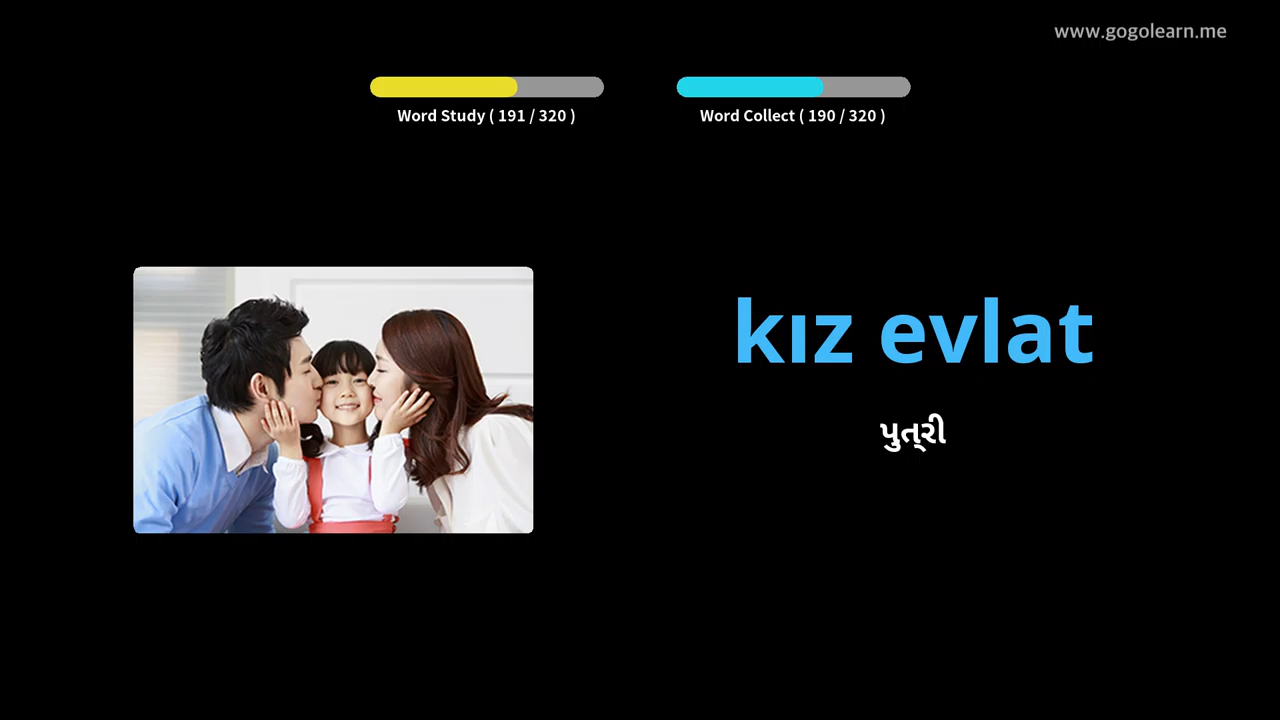 www.gogolearn.me
Word Study ( 191 / 320 )
Word Collect ( 190 / 320 )
kız evlat
પુત્રી